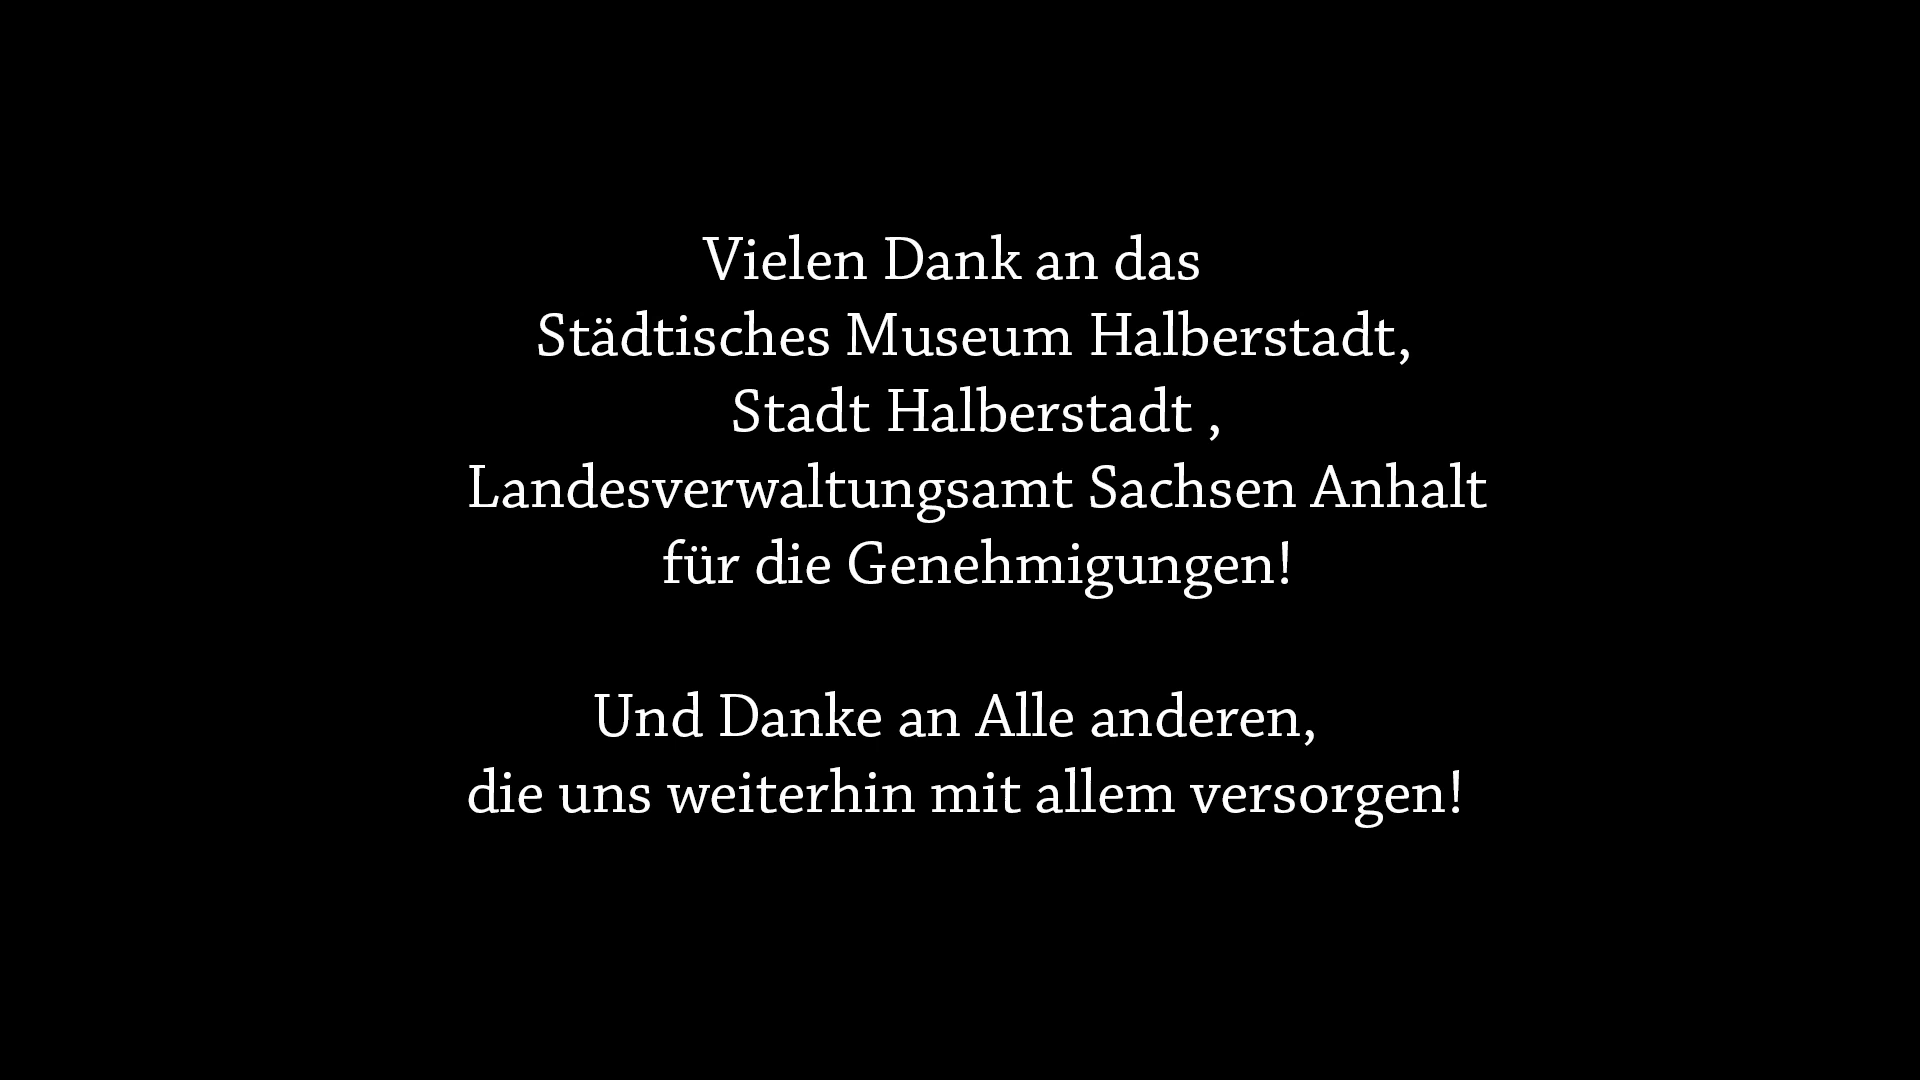 Vielen Dank an das
Städtisches Museum Halberstadt,
Stadt Halberstadt ,
Landesverwaltungsamt Sachsen Anhalt
für die Genehmigungen!
Und Danke an Alle anderen,
die uns weiterhin mit allem versorgen!